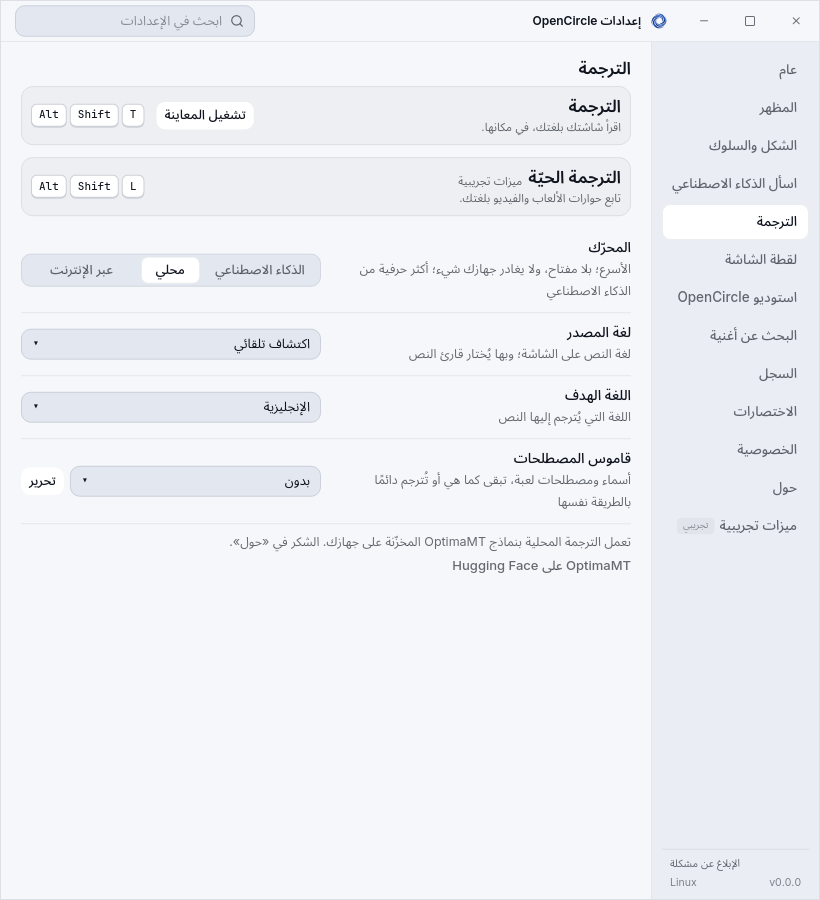 إعدادات OpenCircle
ابحث في الإعدادات
عام
المظهر
الشكل والسلوك
اسأل الذكاء الاصطناعي
الترجمة
لقطة الشاشة
استوديو OpenCircle
البحث عن أغنية
السجل
الاختصارات
الخصوصية
حول
ميزات تجريبية تجريبي
الإبلاغ عن مشكلة
v0.0.0 Linux
الترجمة
الترجمة
اقرأ شاشتك بلغتك، في مكانها.
تشغيل المعاينة
Alt Shift T
الترجمة الحيّة ميزات تجريبية
تابع حوارات الألعاب والفيديو بلغتك.
Alt Shift L
المحرّك
الأسرع؛ بلا مفتاح، ولا يغادر جهازك شيء؛ أكثر حرفية من
الذكاء الاصطناعي
الذكاء الاصطناعي محلي عبر الإنترنت
لغة المصدر
لغة النص على الشاشة؛ وبها يُختار قارئ النص
اكتشاف تلقائي
اللغة الهدف
اللغة التي يُترجم إليها النص
الإنجليزية
قاموس المصطلحات
أسماء ومصطلحات لعبة، تبقى كما هي أو تُترجم دائمًا
بالطريقة نفسها
بدون
تحرير
تعمل الترجمة المحلية بنماذج OptimaMT المخزّنة على جهازك. الشكر في «حول».
OptimaMT على Hugging Face